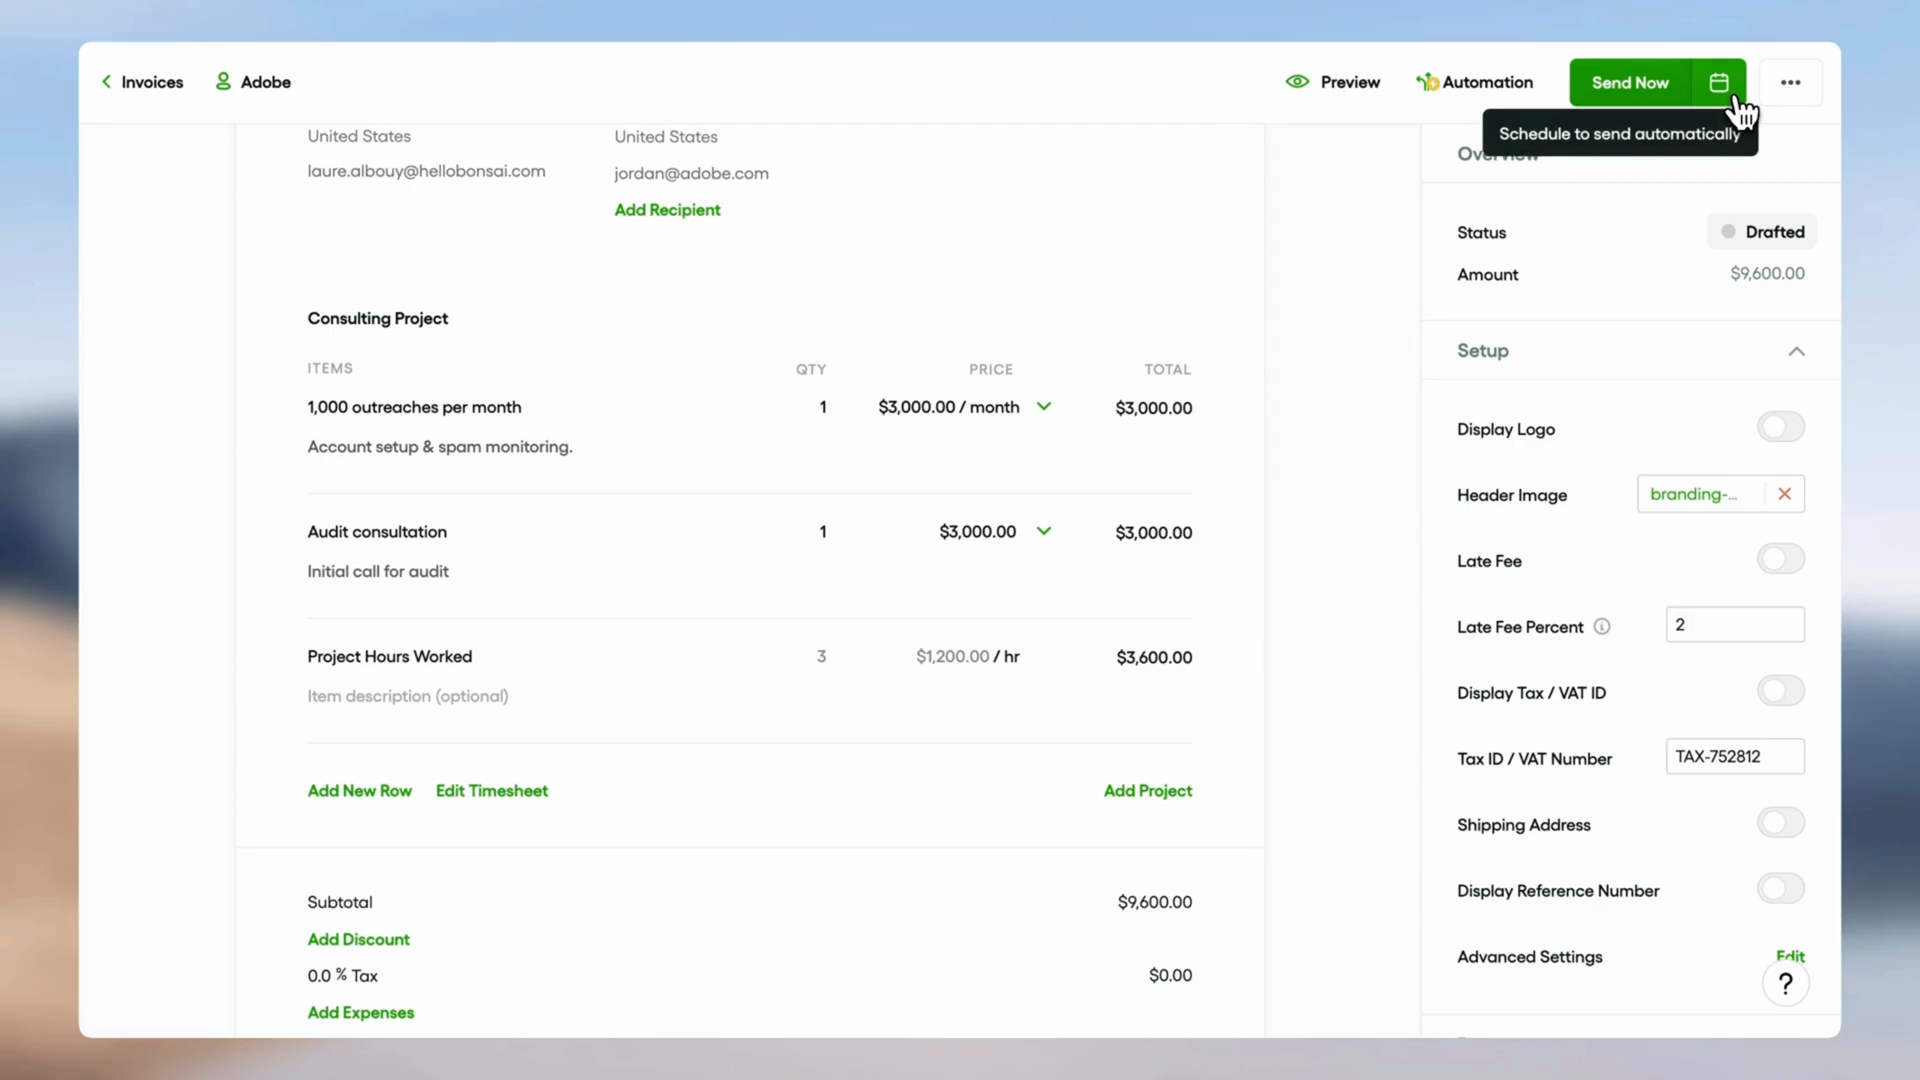 Invoices
Adobe
Preview
Automation
Send Now
Schedule to send automatically
United States
laure.albouy@hellobonsai.com
United States
jordan@adobe.com
Add Recipient
Consulting Project
ITEMS QTY PRICE TOTAL
1,000 outreaches per month 1 $3,000.00 / month $3,000.00
Account setup & spam monitoring.
Audit consultation 1 $3,000.00 $3,000.00
Initial call for audit
Project Hours Worked 3 $1,200.00 / hr $3,600.00
Item description (optional)
Add New Row Edit Timesheet Add Project
Subtotal $9,600.00
Add Discount
0.0 % Tax $0.00
Add Expenses
Overview
Status Drafted
Amount $9,600.00
Setup
Display Logo
Header Image branding-...
Late Fee
Late Fee Percent 2
Display Tax / VAT ID
Tax ID / VAT Number TAX-752812
Shipping Address
Display Reference Number
Advanced Settings Edit
?